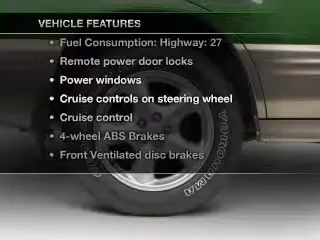 VEHICLE FEATURES
• Fuel Consumption: Highway: 27
• Remote power door locks
• Power windows
• Cruise controls on steering wheel
• Cruise control
• 4-wheel ABS Brakes
• Front Ventilated disc brakes
YOKOHAMA